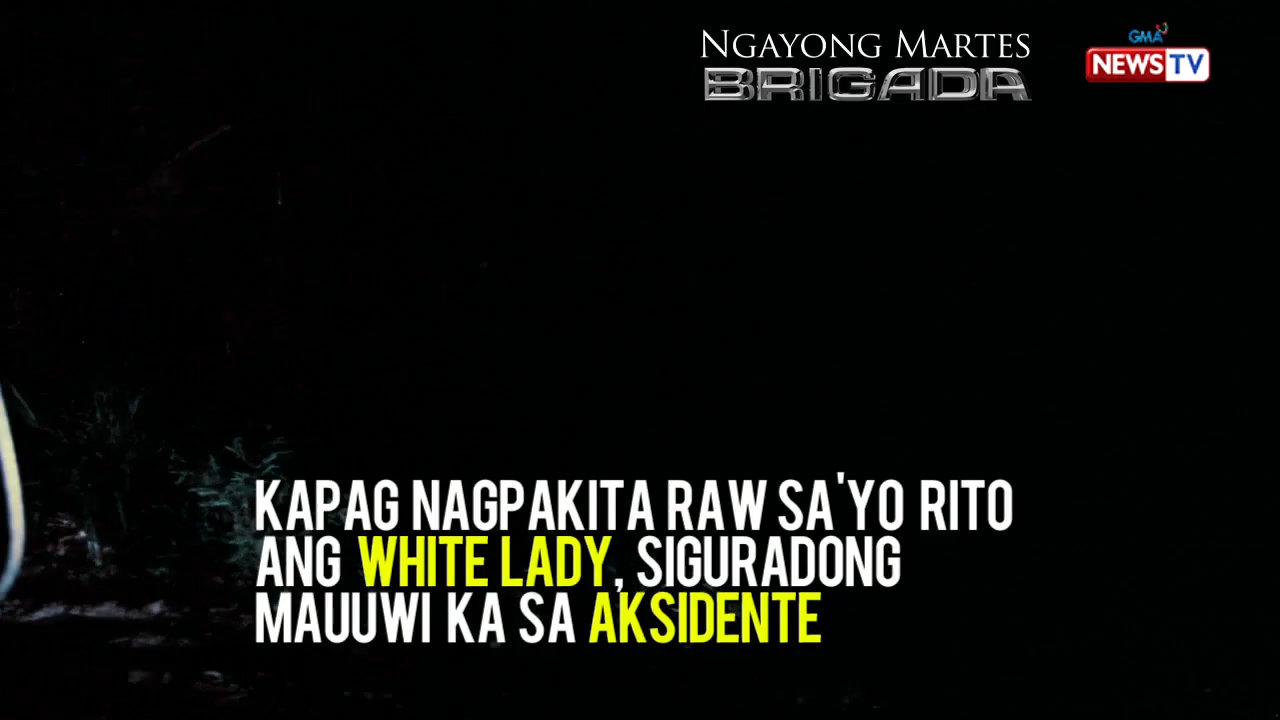 NGAYONG MARTES
BRIGADA
GMA
NEWS TV
KAPAG NAGPAKITA RAW SA'YO RITO
ANG WHITE LADY, SIGURADONG
MAUUWI KA SA AKSIDENTE